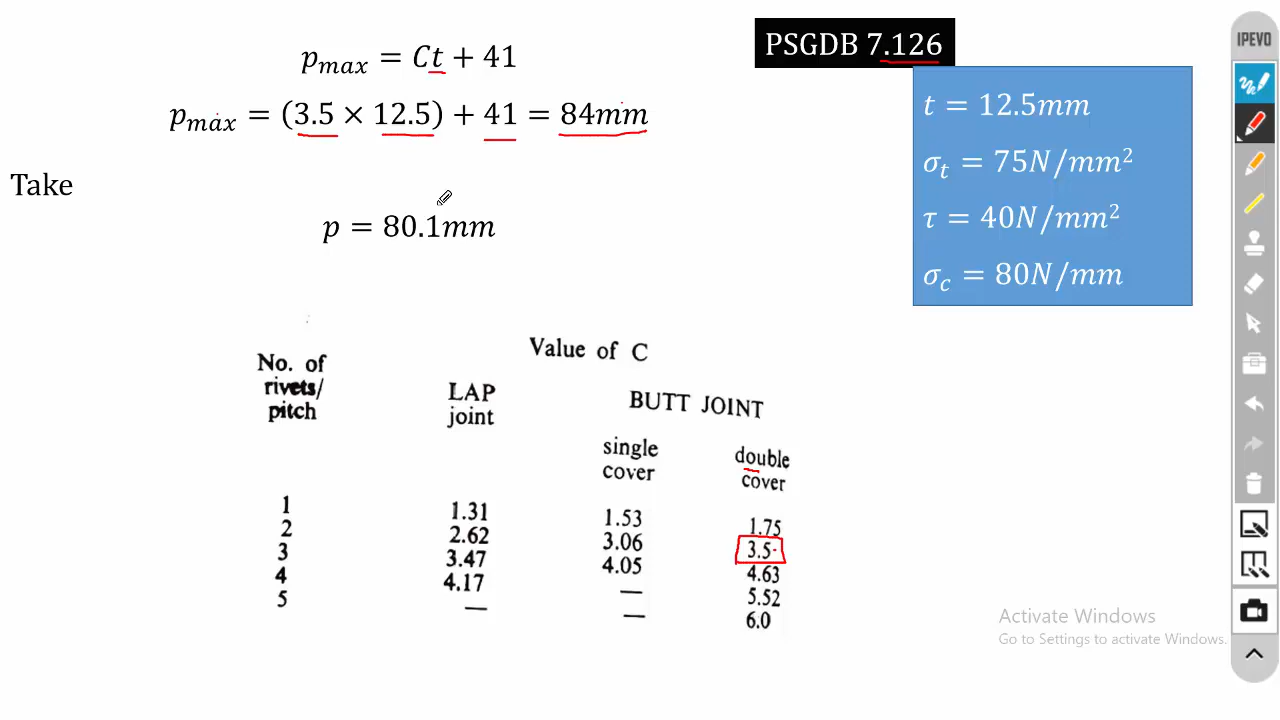 PSGDB 7.126
p_max = Ct + 41
p_max = (3.5 × 12.5) + 41 = 84mm
Take
p = 80.1mm
t = 12.5mm
σ_t = 75N/mm²
τ = 40N/mm²
σ_c = 80N/mm
Value of C
No. of rivets/ pitch
LAP joint
BUTT JOINT
single cover
double cover
1 1.31 1.53 1.75
2 2.62 3.06 3.5
3 3.47 4.05 4.63
4 4.17 — 5.52
5 — — 6.0
IPEVO
Activate Windows
Go to Settings to activate Windows.